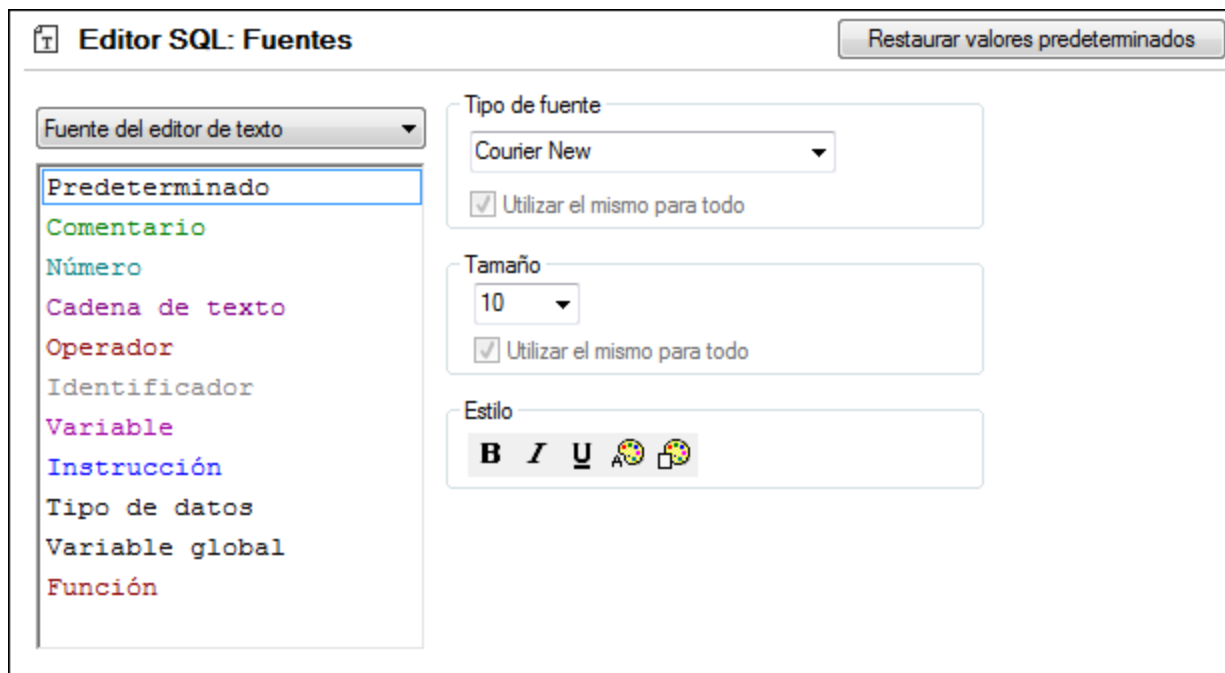 Editor SQL: Fuentes
Restaurar valores predeterminados
Fuente del editor de texto
Predeterminado
Comentario
Número
Cadena de texto
Operador
Identificador
Variable
Instrucción
Tipo de datos
Variable global
Función
Tipo de fuente
Courier New
Utilizar el mismo para todo
Tamaño
10
Utilizar el mismo para todo
Estilo
B I U A